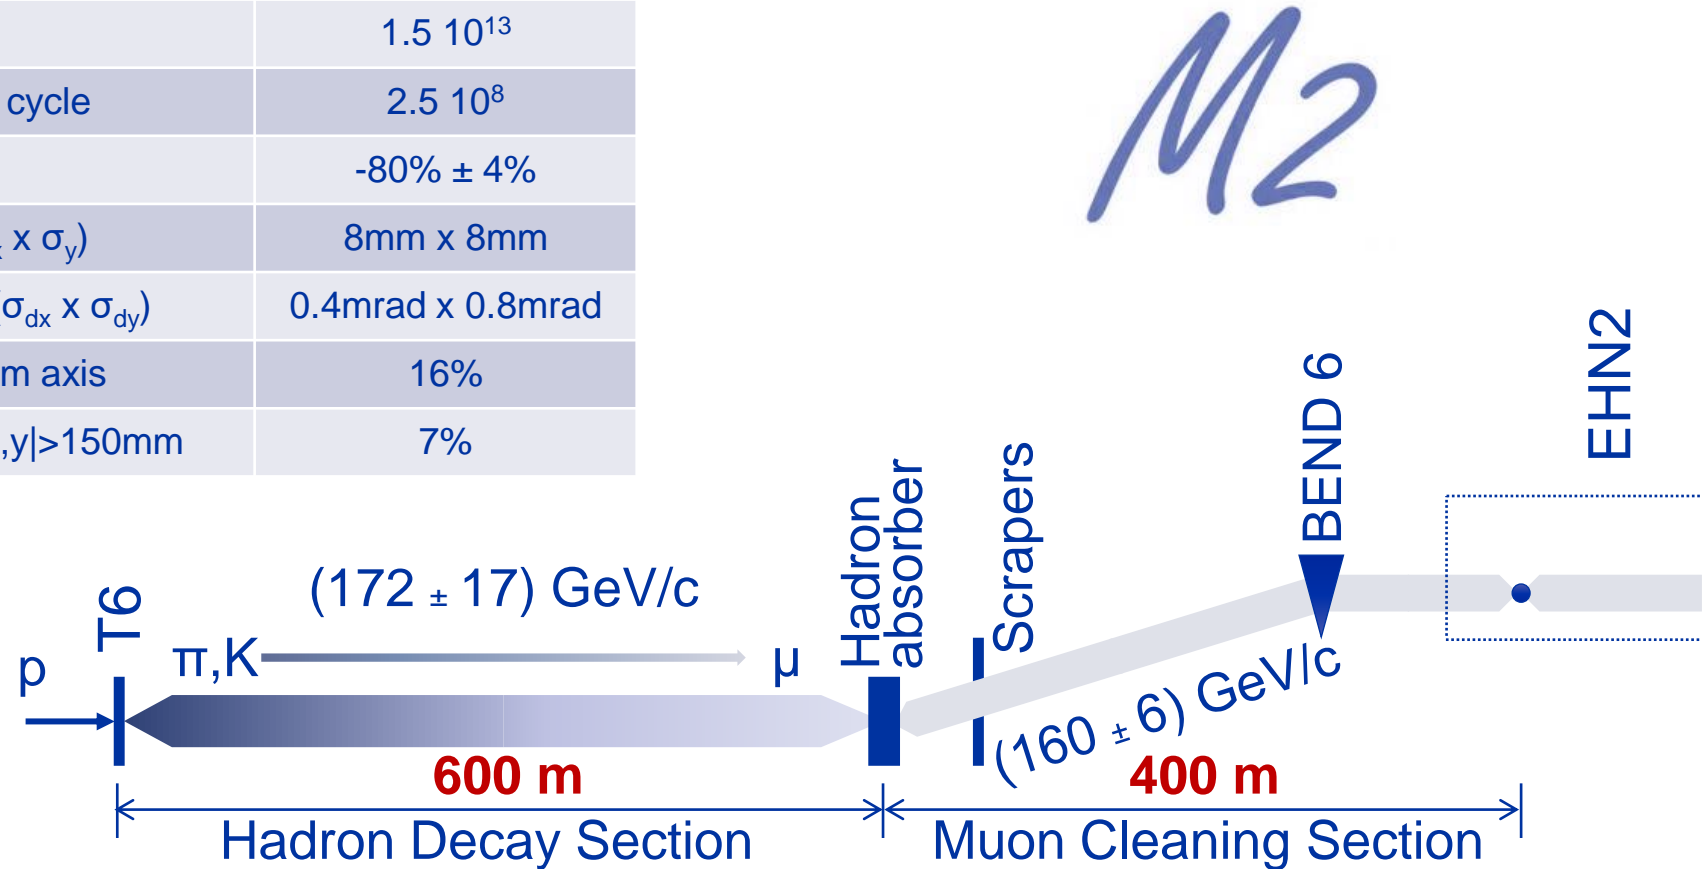 1.5 10¹³
cycle
2.5 10⁸
-80% ± 4%
x σy)
8mm x 8mm
σdx x σdy)
0.4mrad x 0.8mrad
m axis
16%
,y|>150mm
7%
M2
EHN2
BEND 6
Scrapers
Hadron
absorber
T6
(172 ± 17) GeV/c
p
π,K
μ
(160 ± 6) GeV/c
600 m
400 m
Hadron Decay Section
Muon Cleaning Section